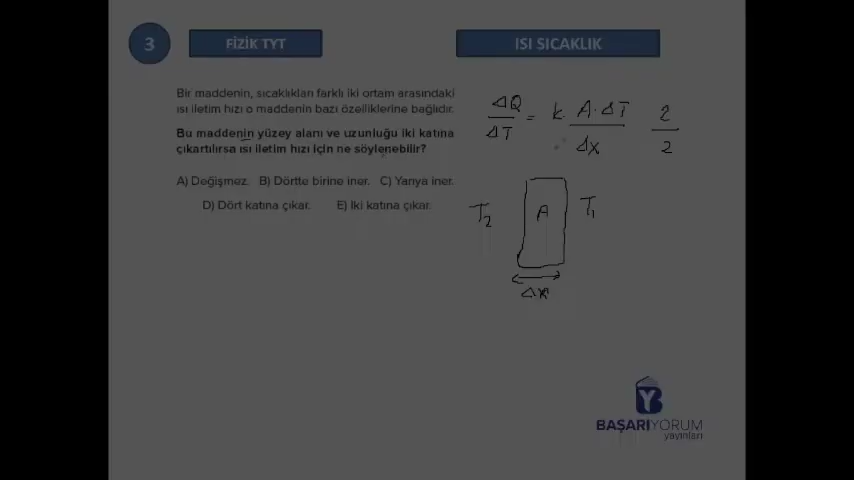 3
FİZİK TYT
ISI SICAKLIK
Bir maddenin, sıcaklıkları farklı iki ortam arasındaki
ısı iletim hızı o maddenin bazı özelliklerine bağlıdır.
Bu maddenin yüzey alanı ve uzunluğu iki katına
çıkartılırsa ısı iletim hızı için ne söylenebilir?
A) Değişmez. B) Dörtte birine iner. C) Yarıya iner.
D) Dört katına çıkar. E) İki katına çıkar.
ΔQ/ΔT = k A·ΔT/Δx 2/2
T2 A T1
Δx
BAŞARIYORUM
yayınları